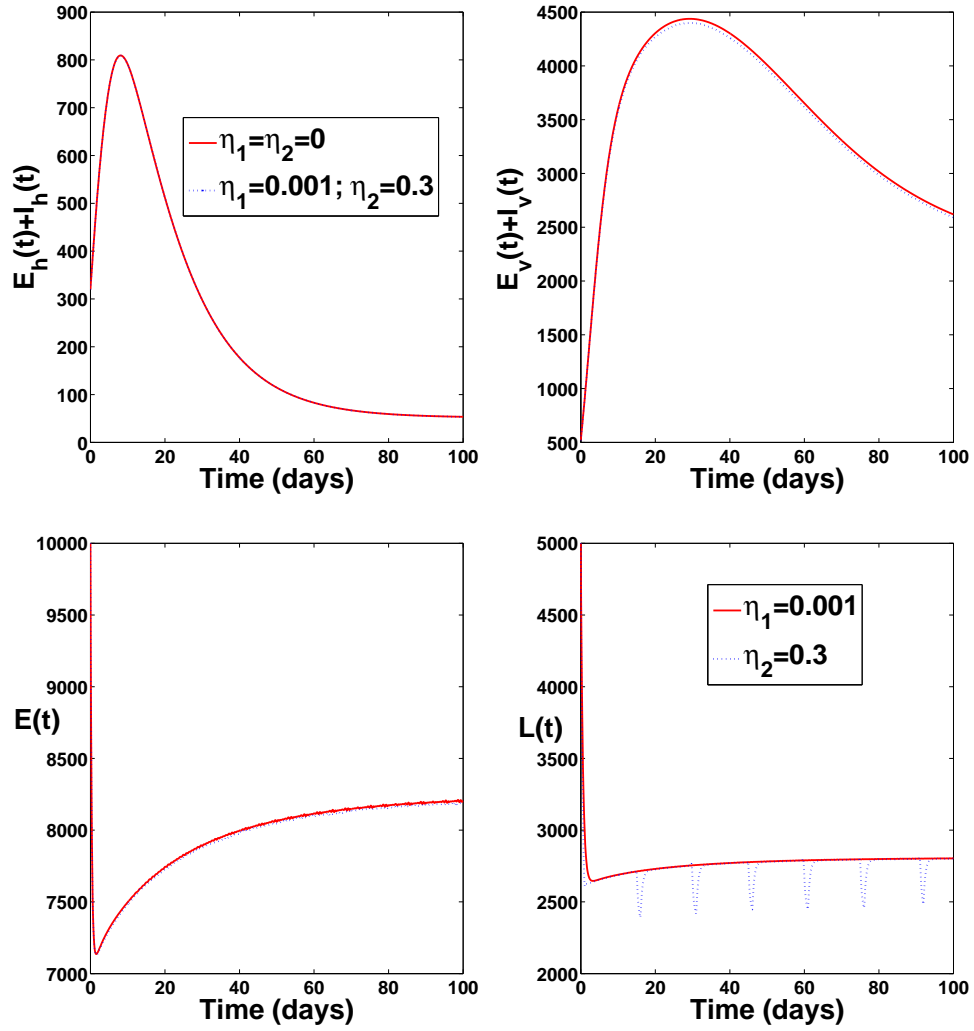 900
800
700
600
500
400
300
200
100
0
E_h(t)+I_h(t)
η_1=η_2=0
η_1=0.001; η_2=0.3
0 20 40 60 80 100
Time (days)
4500
4000
3500
3000
2500
2000
1500
1000
500
E_v(t)+I_v(t)
0 20 40 60 80 100
Time (days)
10000
9500
9000
8500
8000
7500
7000
E(t)
0 20 40 60 80 100
Time (days)
5000
4500
4000
3500
3000
2500
2000
L(t)
η_1=0.001
η_2=0.3
0 20 40 60 80 100
Time (days)